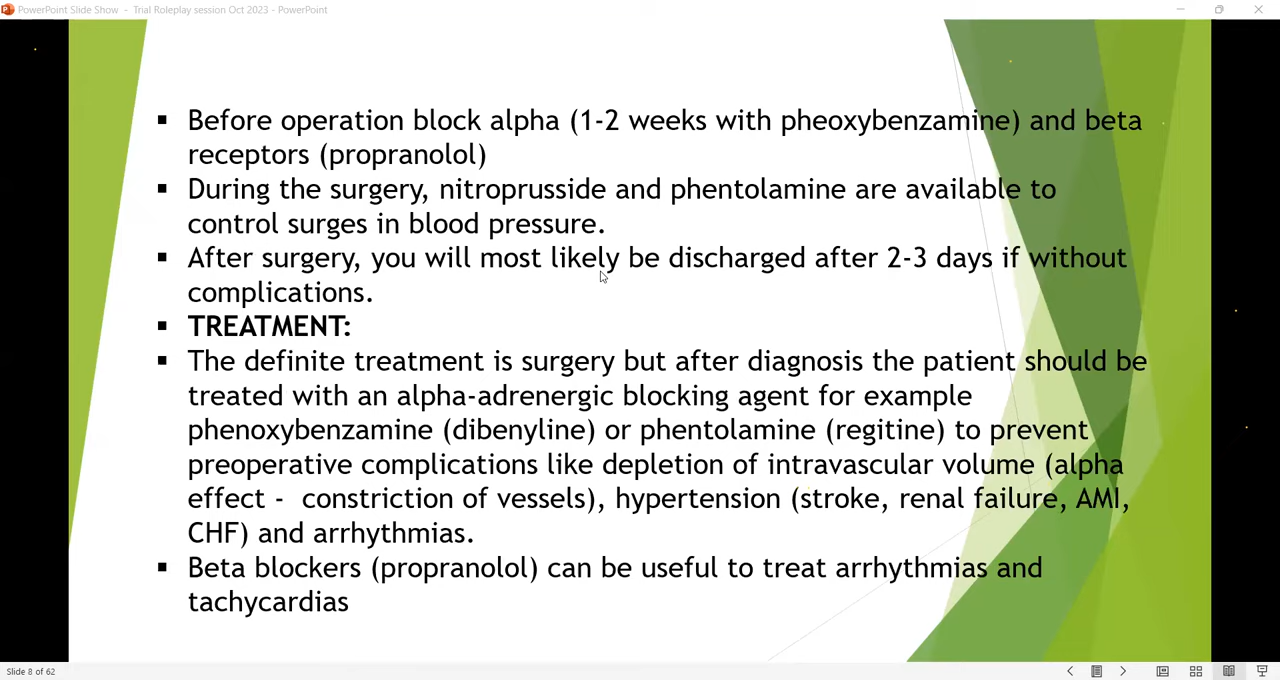 PowerPoint Slide Show - Trial Roleplay session Oct 2023 - PowerPoint
▪ Before operation block alpha (1-2 weeks with pheoxybenzamine) and beta
receptors (propranolol)
▪ During the surgery, nitroprusside and phentolamine are available to
control surges in blood pressure.
▪ After surgery, you will most likely be discharged after 2-3 days if without
complications.
▪ TREATMENT:
▪ The definite treatment is surgery but after diagnosis the patient should be
treated with an alpha-adrenergic blocking agent for example
phenoxybenzamine (dibenyline) or phentolamine (regitine) to prevent
preoperative complications like depletion of intravascular volume (alpha
effect - constriction of vessels), hypertension (stroke, renal failure, AMI,
CHF) and arrhythmias.
▪ Beta blockers (propranolol) can be useful to treat arrhythmias and
tachycardias
Slide 8 of 62